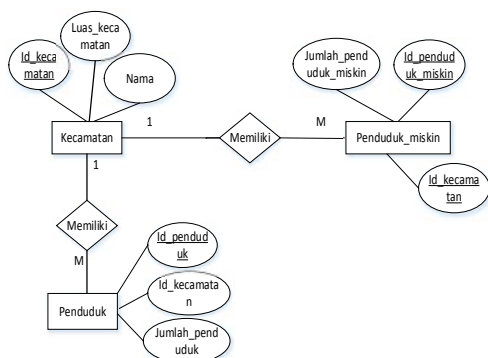 Luas_keca
matan
Id_keca
matan
Nama
Jumlah_pend
uduk_miskin
Id_pendud
uk_miskin
Kecamatan
1
Memiliki
M
Penduduk_miskin
1
Id_kecama
tan
Memiliki
M
Id_pendud
uk
Id_kecamata
n
Penduduk
Jumlah_pend
uduk